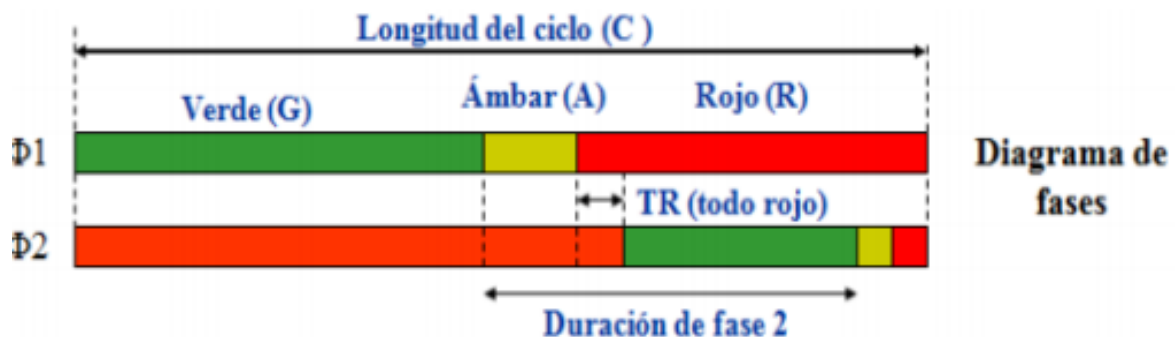 Longitud del ciclo (C )
Verde (G)
Ámbar (A)
Rojo (R)
Φ1
Diagrama de
fases
TR (todo rojo)
Φ2
Duración de fase 2